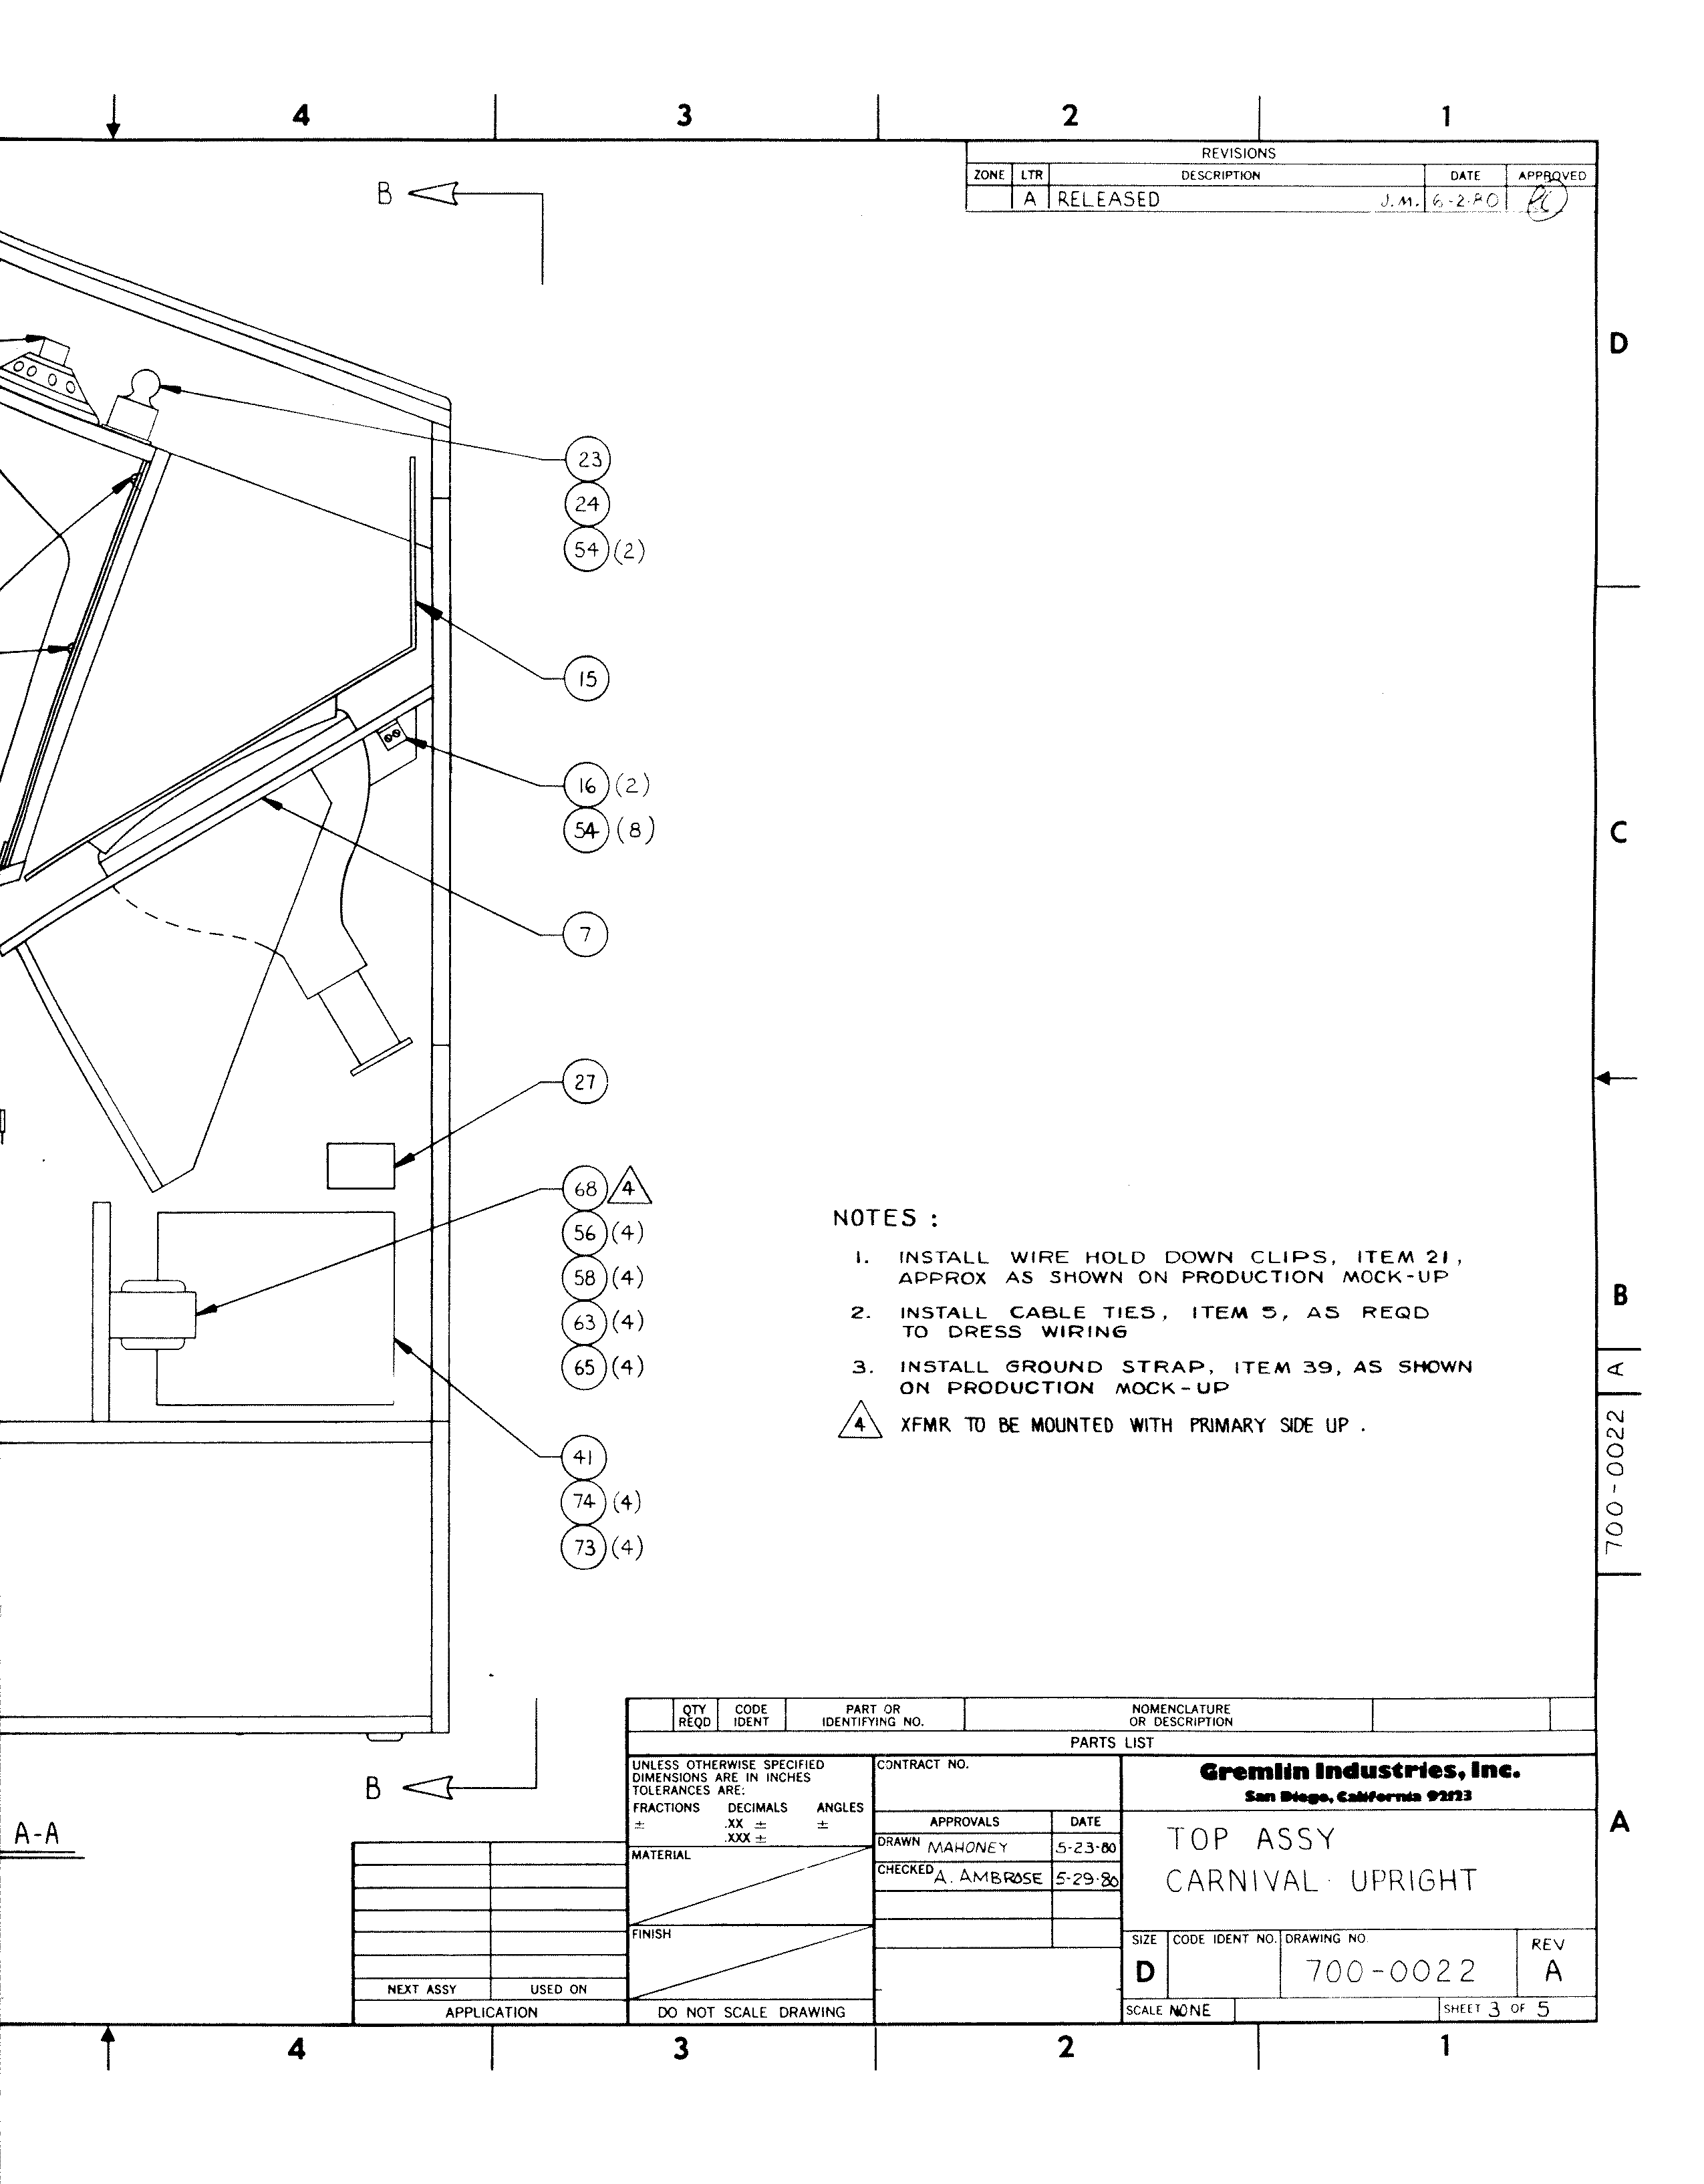 4 3 2 1
REVISIONS
ZONE LTR DESCRIPTION DATE APPROVED
A RELEASED J.M. 6-2-80
B
D
23
24
54 (2)
15
16 (2)
54 (8)
C
7
27
68 4
56 (4)
58 (4)
63 (4)
65 (4)
41
74 (4)
73 (4)
NOTES :
1. INSTALL WIRE HOLD DOWN CLIPS, ITEM 21,
APPROX AS SHOWN ON PRODUCTION MOCK-UP
2. INSTALL CABLE TIES, ITEM 5, AS REQD
TO DRESS WIRING
3. INSTALL GROUND STRAP, ITEM 39, AS SHOWN
ON PRODUCTION MOCK-UP
4 XFMR TO BE MOUNTED WITH PRIMARY SIDE UP.
B
700-0022 A
B
A-A
QTY REQD CODE IDENT PART OR IDENTIFYING NO. NOMENCLATURE OR DESCRIPTION
PARTS LIST
UNLESS OTHERWISE SPECIFIED
DIMENSIONS ARE IN INCHES
TOLERANCES ARE:
FRACTIONS DECIMALS ANGLES
± .XX ± ±
.XXX ±
MATERIAL
FINISH
DO NOT SCALE DRAWING
NEXT ASSY USED ON
APPLICATION
CONTRACT NO.
APPROVALS DATE
DRAWN MAHONEY 5-23-80
CHECKED A. AMBROSE 5-29-80
Gremlin Industries, Inc.
San Diego, California 92123
TOP ASSY
CARNIVAL UPRIGHT
SIZE CODE IDENT NO. DRAWING NO. REV
D 700-0022 A
SCALE NONE SHEET 3 OF 5
A
4 3 2 1